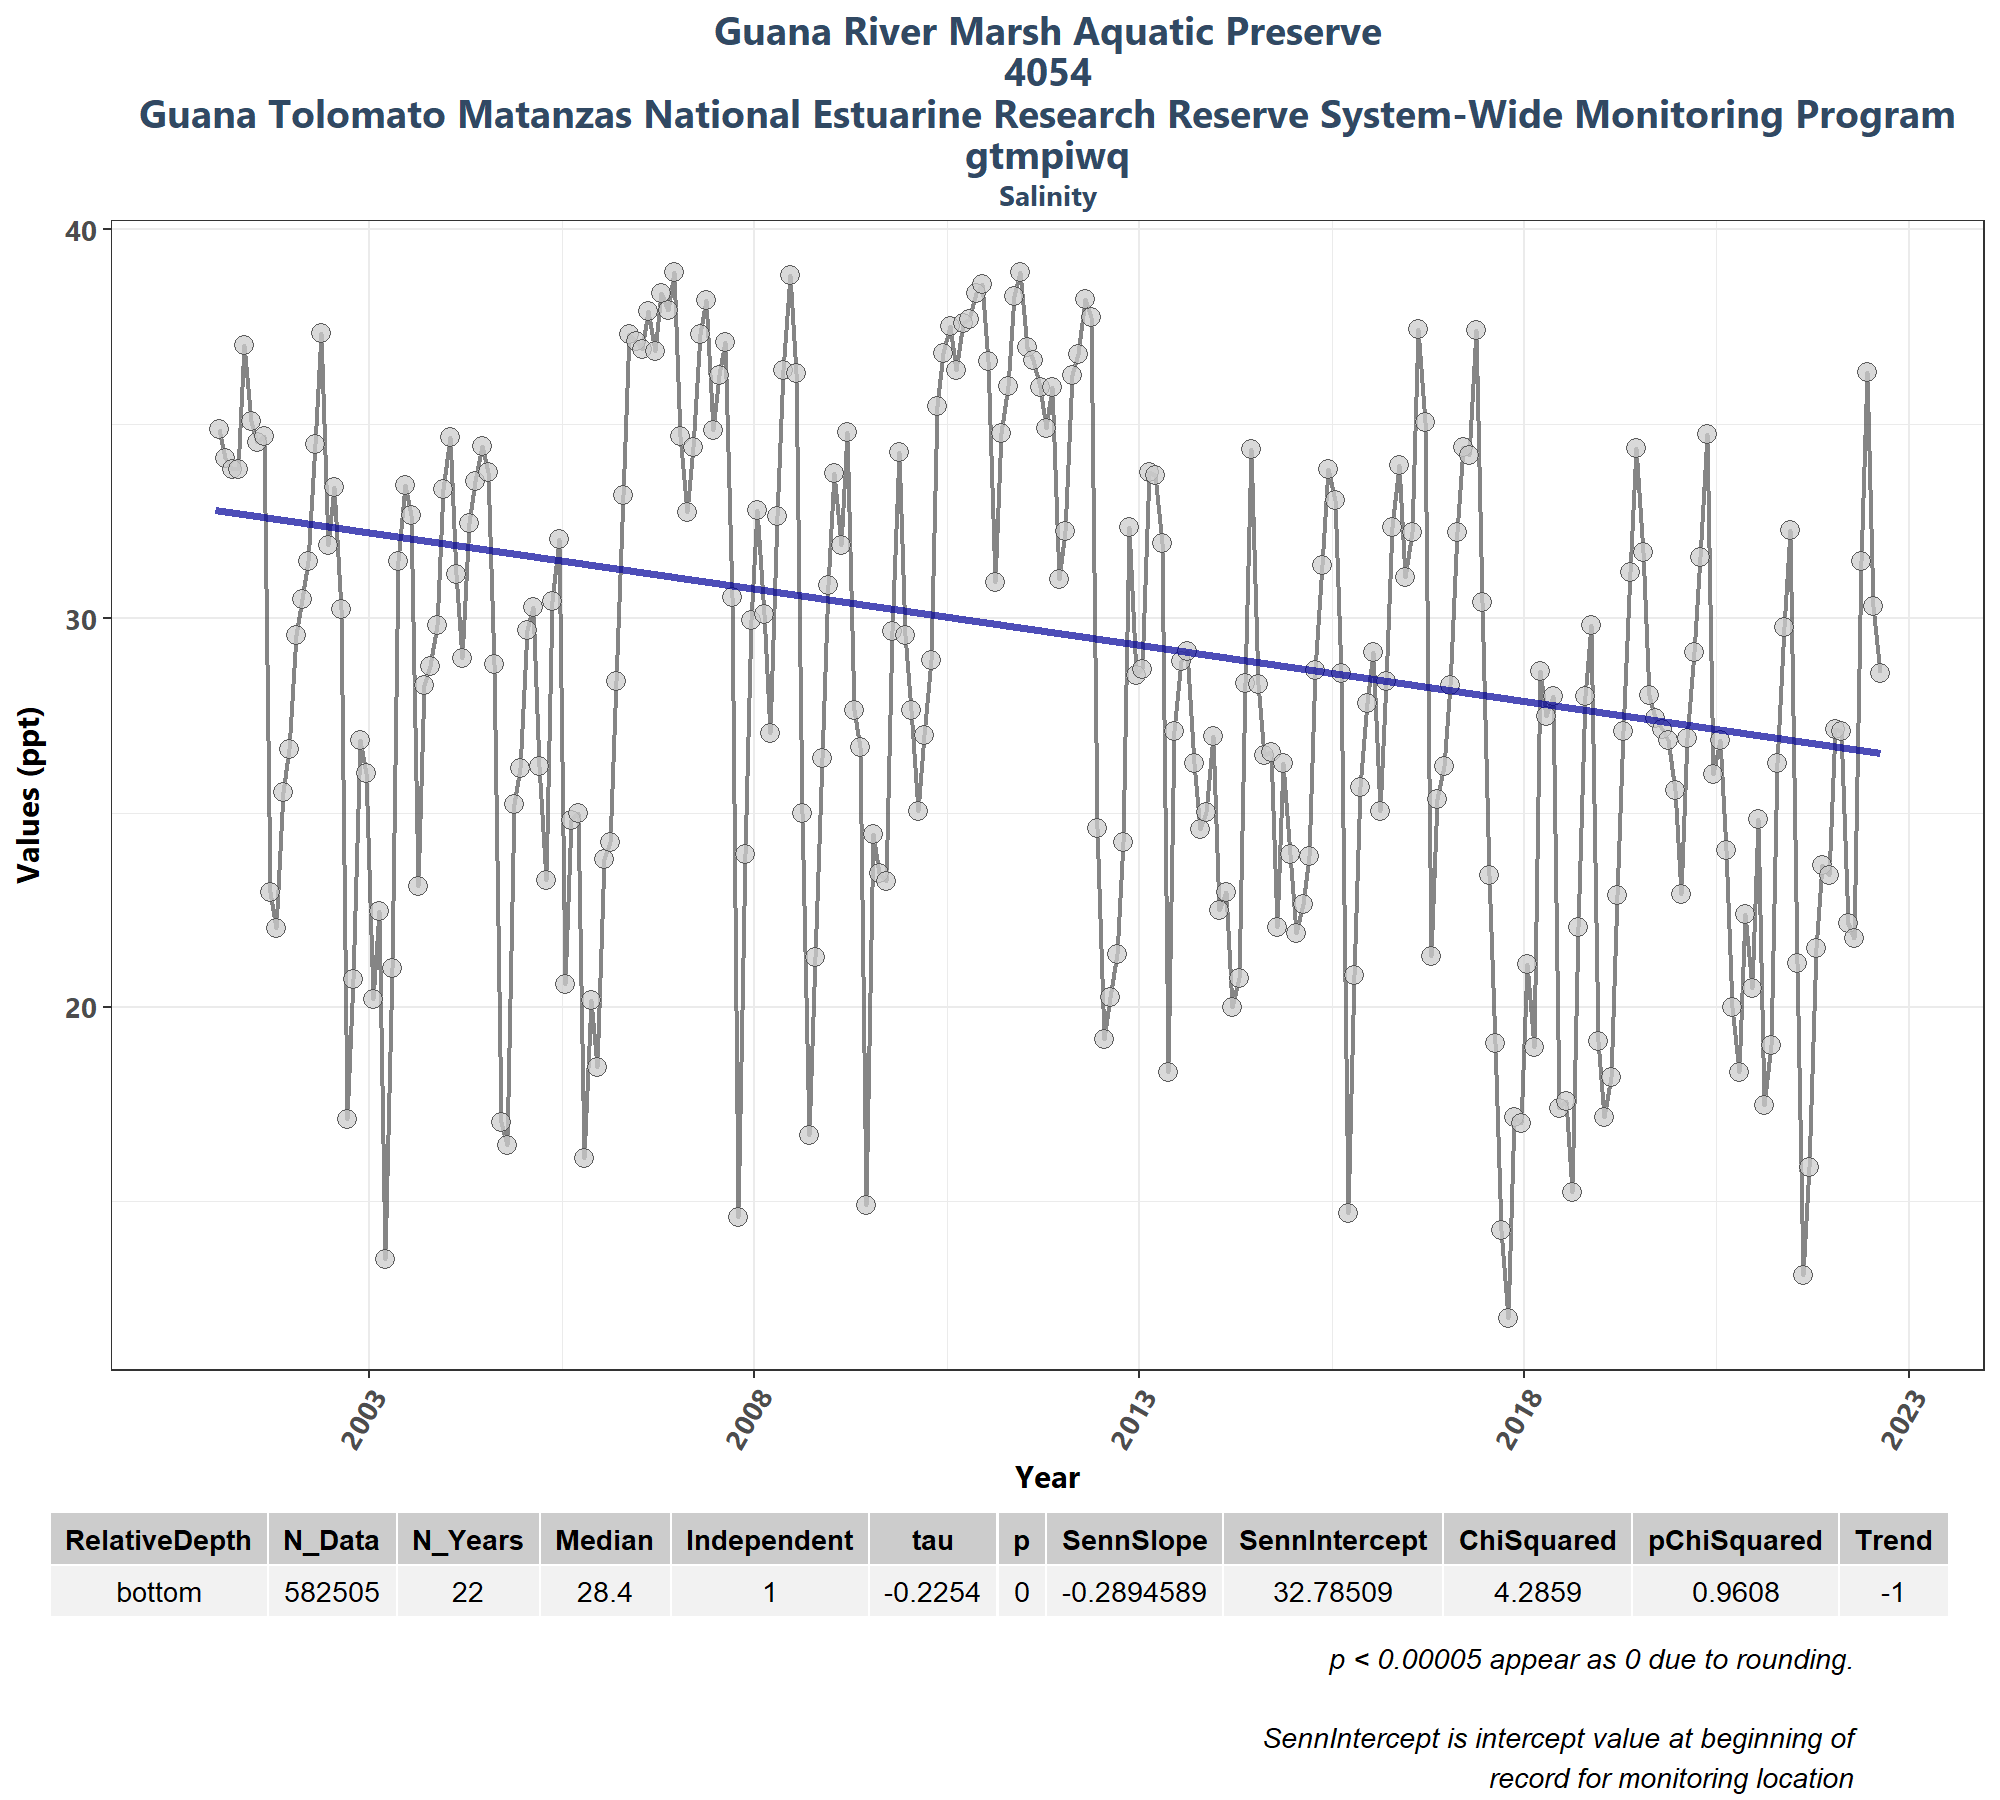 Guana River Marsh Aquatic Preserve
4054
Guana Tolomato Matanzas National Estuarine Research Reserve System-Wide Monitoring Program
gtmpiwq
Salinity
40
30
20
Values (ppt)
2003
2008
2013
2018
2023
Year
RelativeDepth N_Data N_Years Median Independent tau p SennSlope SennIntercept ChiSquared pChiSquared Trend
bottom 582505 22 28.4 1 -0.2254 0 -0.2894589 32.78509 4.2859 0.9608 -1
p < 0.00005 appear as 0 due to rounding.
SennIntercept is intercept value at beginning of
record for monitoring location